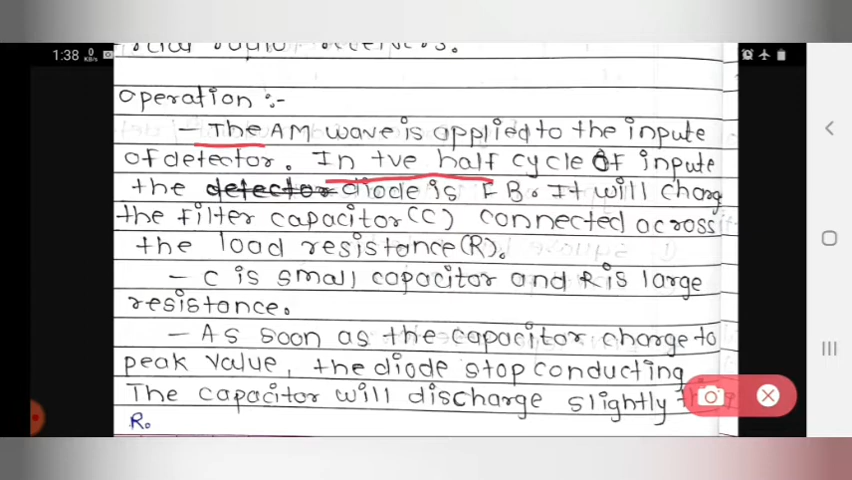 1:38 0 KB/s
operation :-
- The AM wave is applied to the inpute
of detector. In +ve half cycle of inpute
the detector diode is F B. It will charg
the filter capacitor (C) connected across
the load resistance (R).
- C is small capacitor and R is large
resistance.
- As soon as the capacitor charge to
peak value, the diode stop conducting
The capacitor will discharge slightly
R.